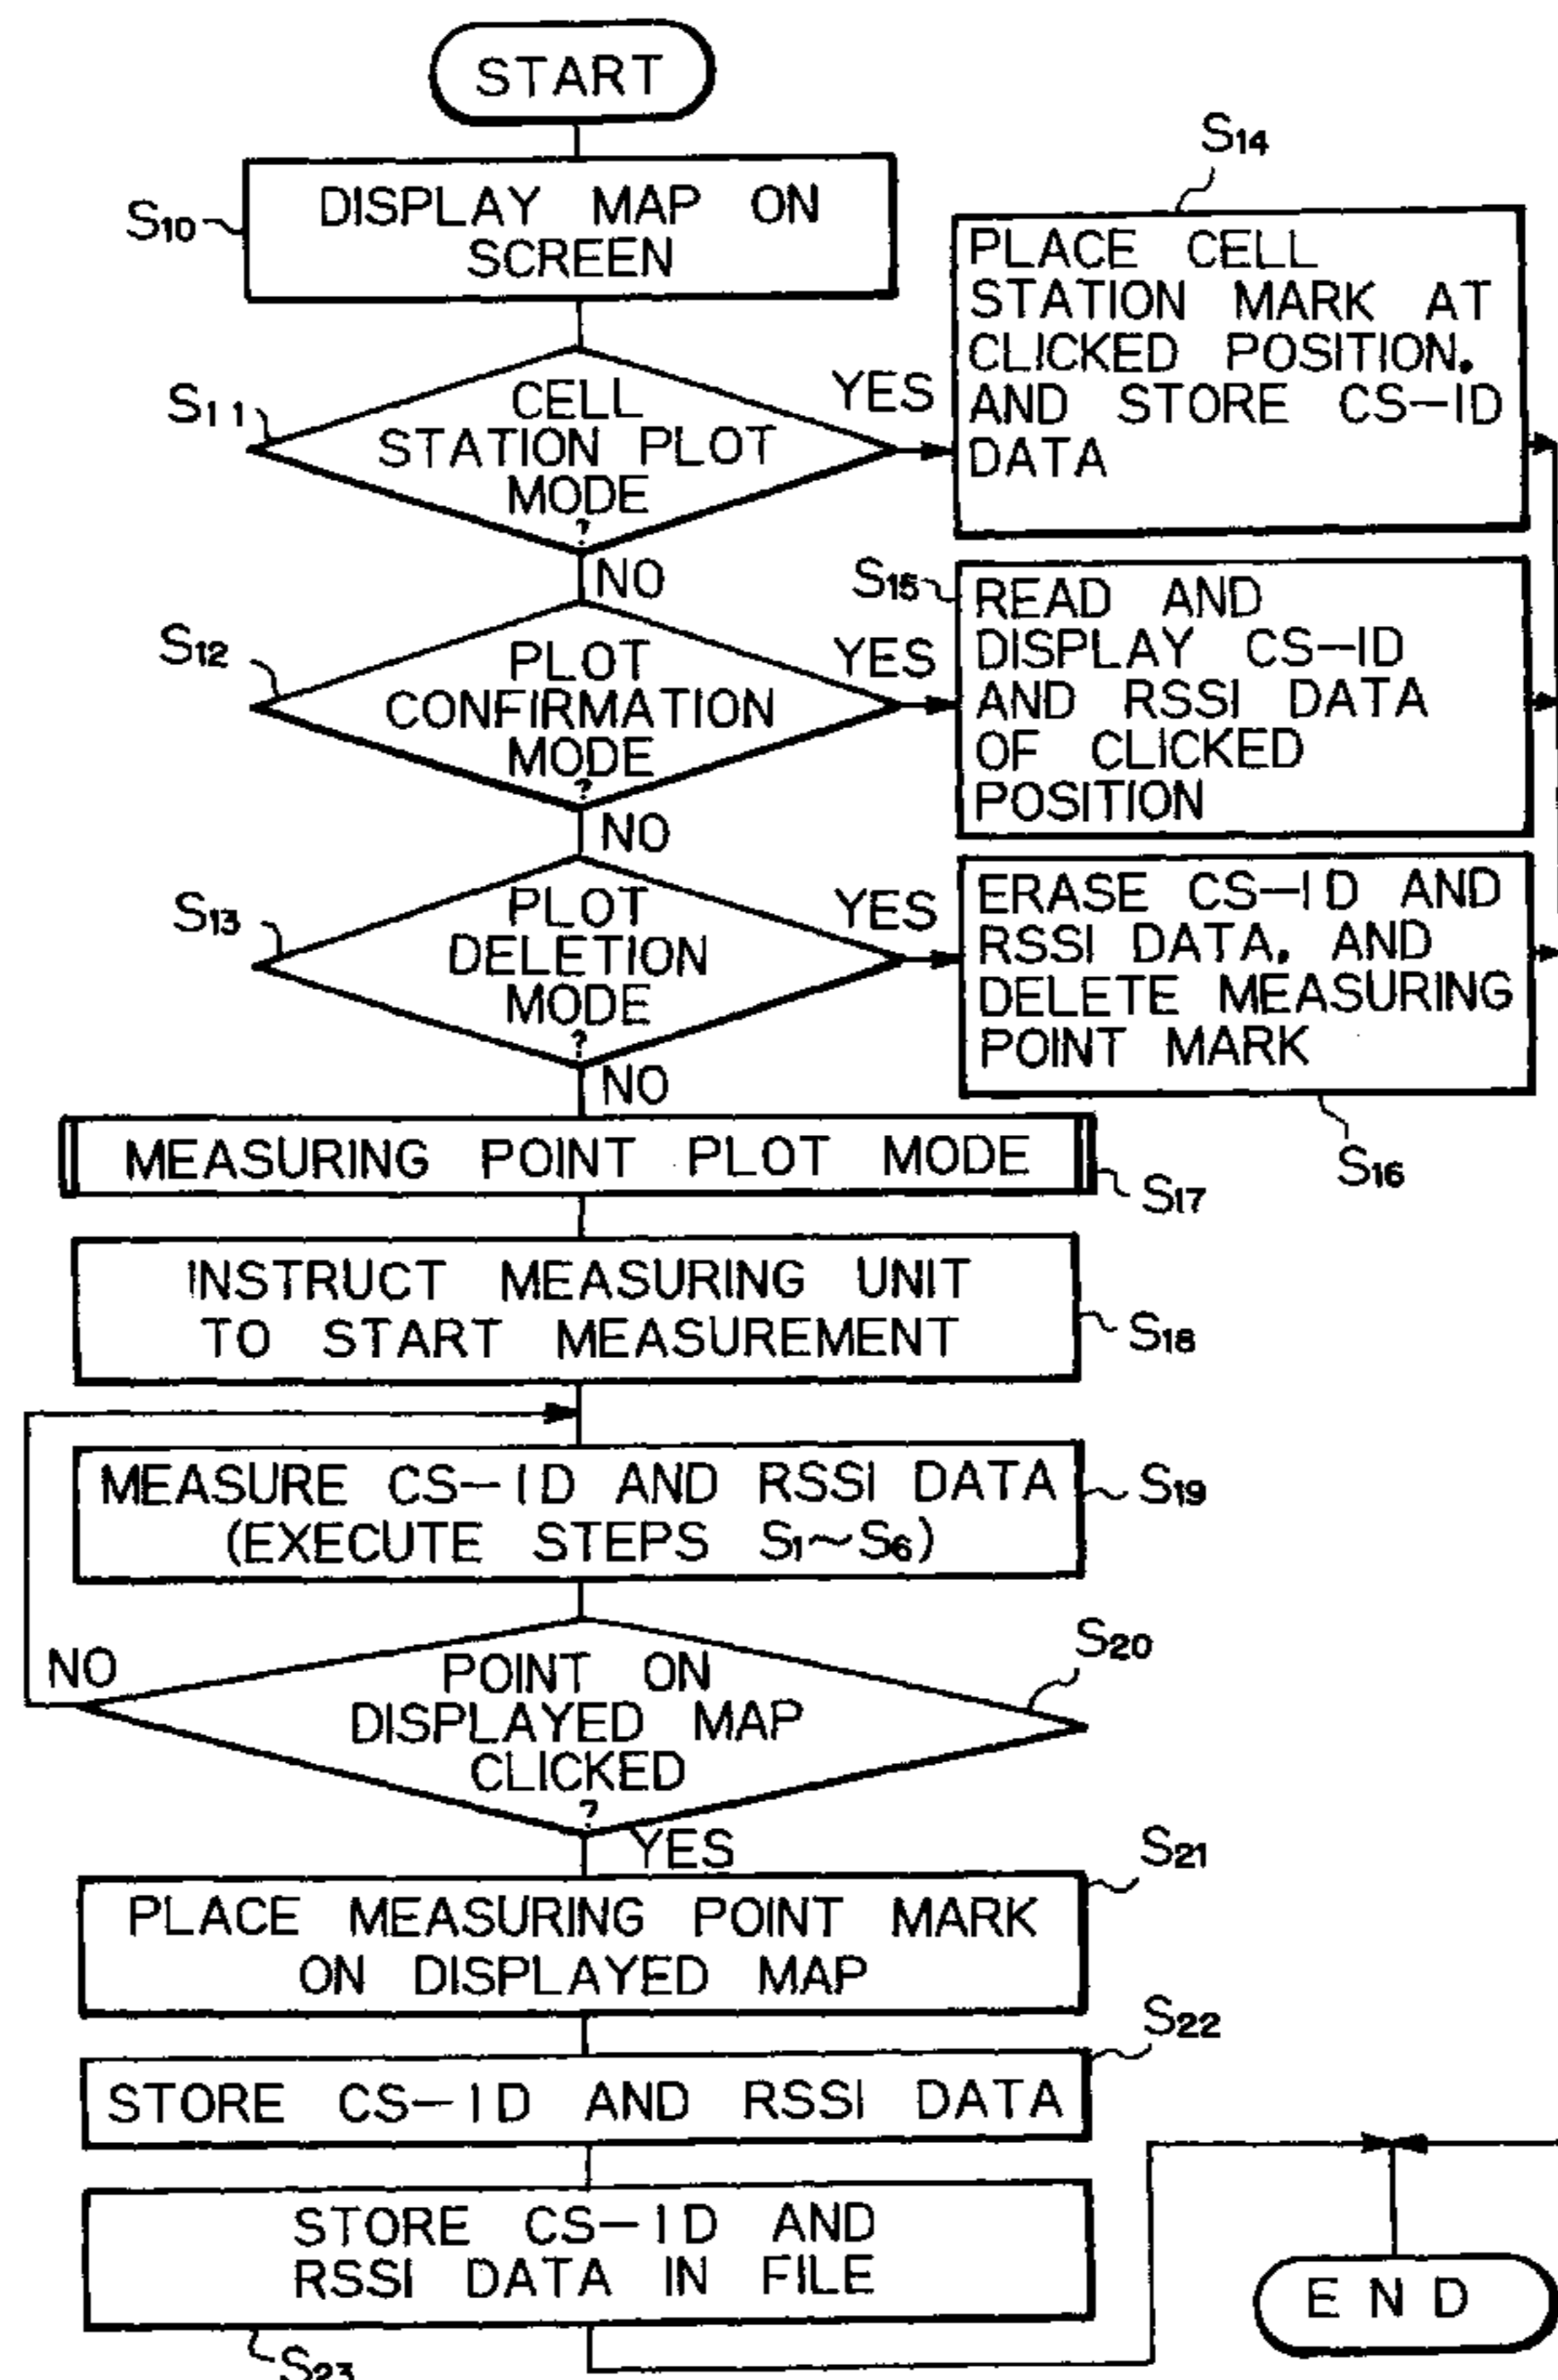 START
S10
DISPLAY MAP ON
SCREEN
S11
CELL
STATION PLOT
MODE
?
YES
NO
S14
PLACE CELL
STATION MARK AT
CLICKED POSITION.
AND STORE CS-ID
DATA
S12
PLOT
CONFIRMATION
MODE
?
YES
NO
S15
READ AND
DISPLAY CS-ID
AND RSSI DATA
OF CLICKED
POSITION
S13
PLOT
DELETION
MODE
?
YES
NO
ERASE CS-ID AND
RSSI DATA. AND
DELETE MEASURING
POINT MARK
S16
MEASURING POINT PLOT MODE
S17
INSTRUCT MEASURING UNIT
TO START MEASUREMENT
S18
MEASURE CS-ID AND RSSI DATA
(EXECUTE STEPS S1~S6)
S19
NO
POINT ON
DISPLAYED MAP
CLICKED
?
S20
YES
S21
PLACE MEASURING POINT MARK
ON DISPLAYED MAP
S22
STORE CS-ID AND RSSI DATA
STORE CS-ID AND
RSSI DATA IN FILE
S23
END